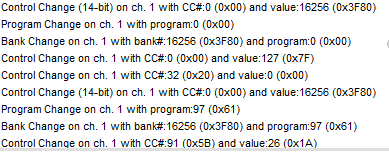 Control Change (14-bit) on ch. 1 with CC#:0 (0x00) and value:16256 (0x3F80)
Program Change on ch. 1 with program:0 (0x00)
Bank Change on ch. 1 with bank#:16256 (0x3F80) and program:0 (0x00)
Control Change on ch. 1 with CC#:0 (0x00) and value:127 (0x7F)
Control Change on ch. 1 with CC#:32 (0x20) and value:0 (0x00)
Control Change (14-bit) on ch. 1 with CC#:0 (0x00) and value:16256 (0x3F80)
Program Change on ch. 1 with program:97 (0x61)
Bank Change on ch. 1 with bank#:16256 (0x3F80) and program:97 (0x61)
Control Change on ch. 1 with CC#:91 (0x5B) and value:26 (0x1A)